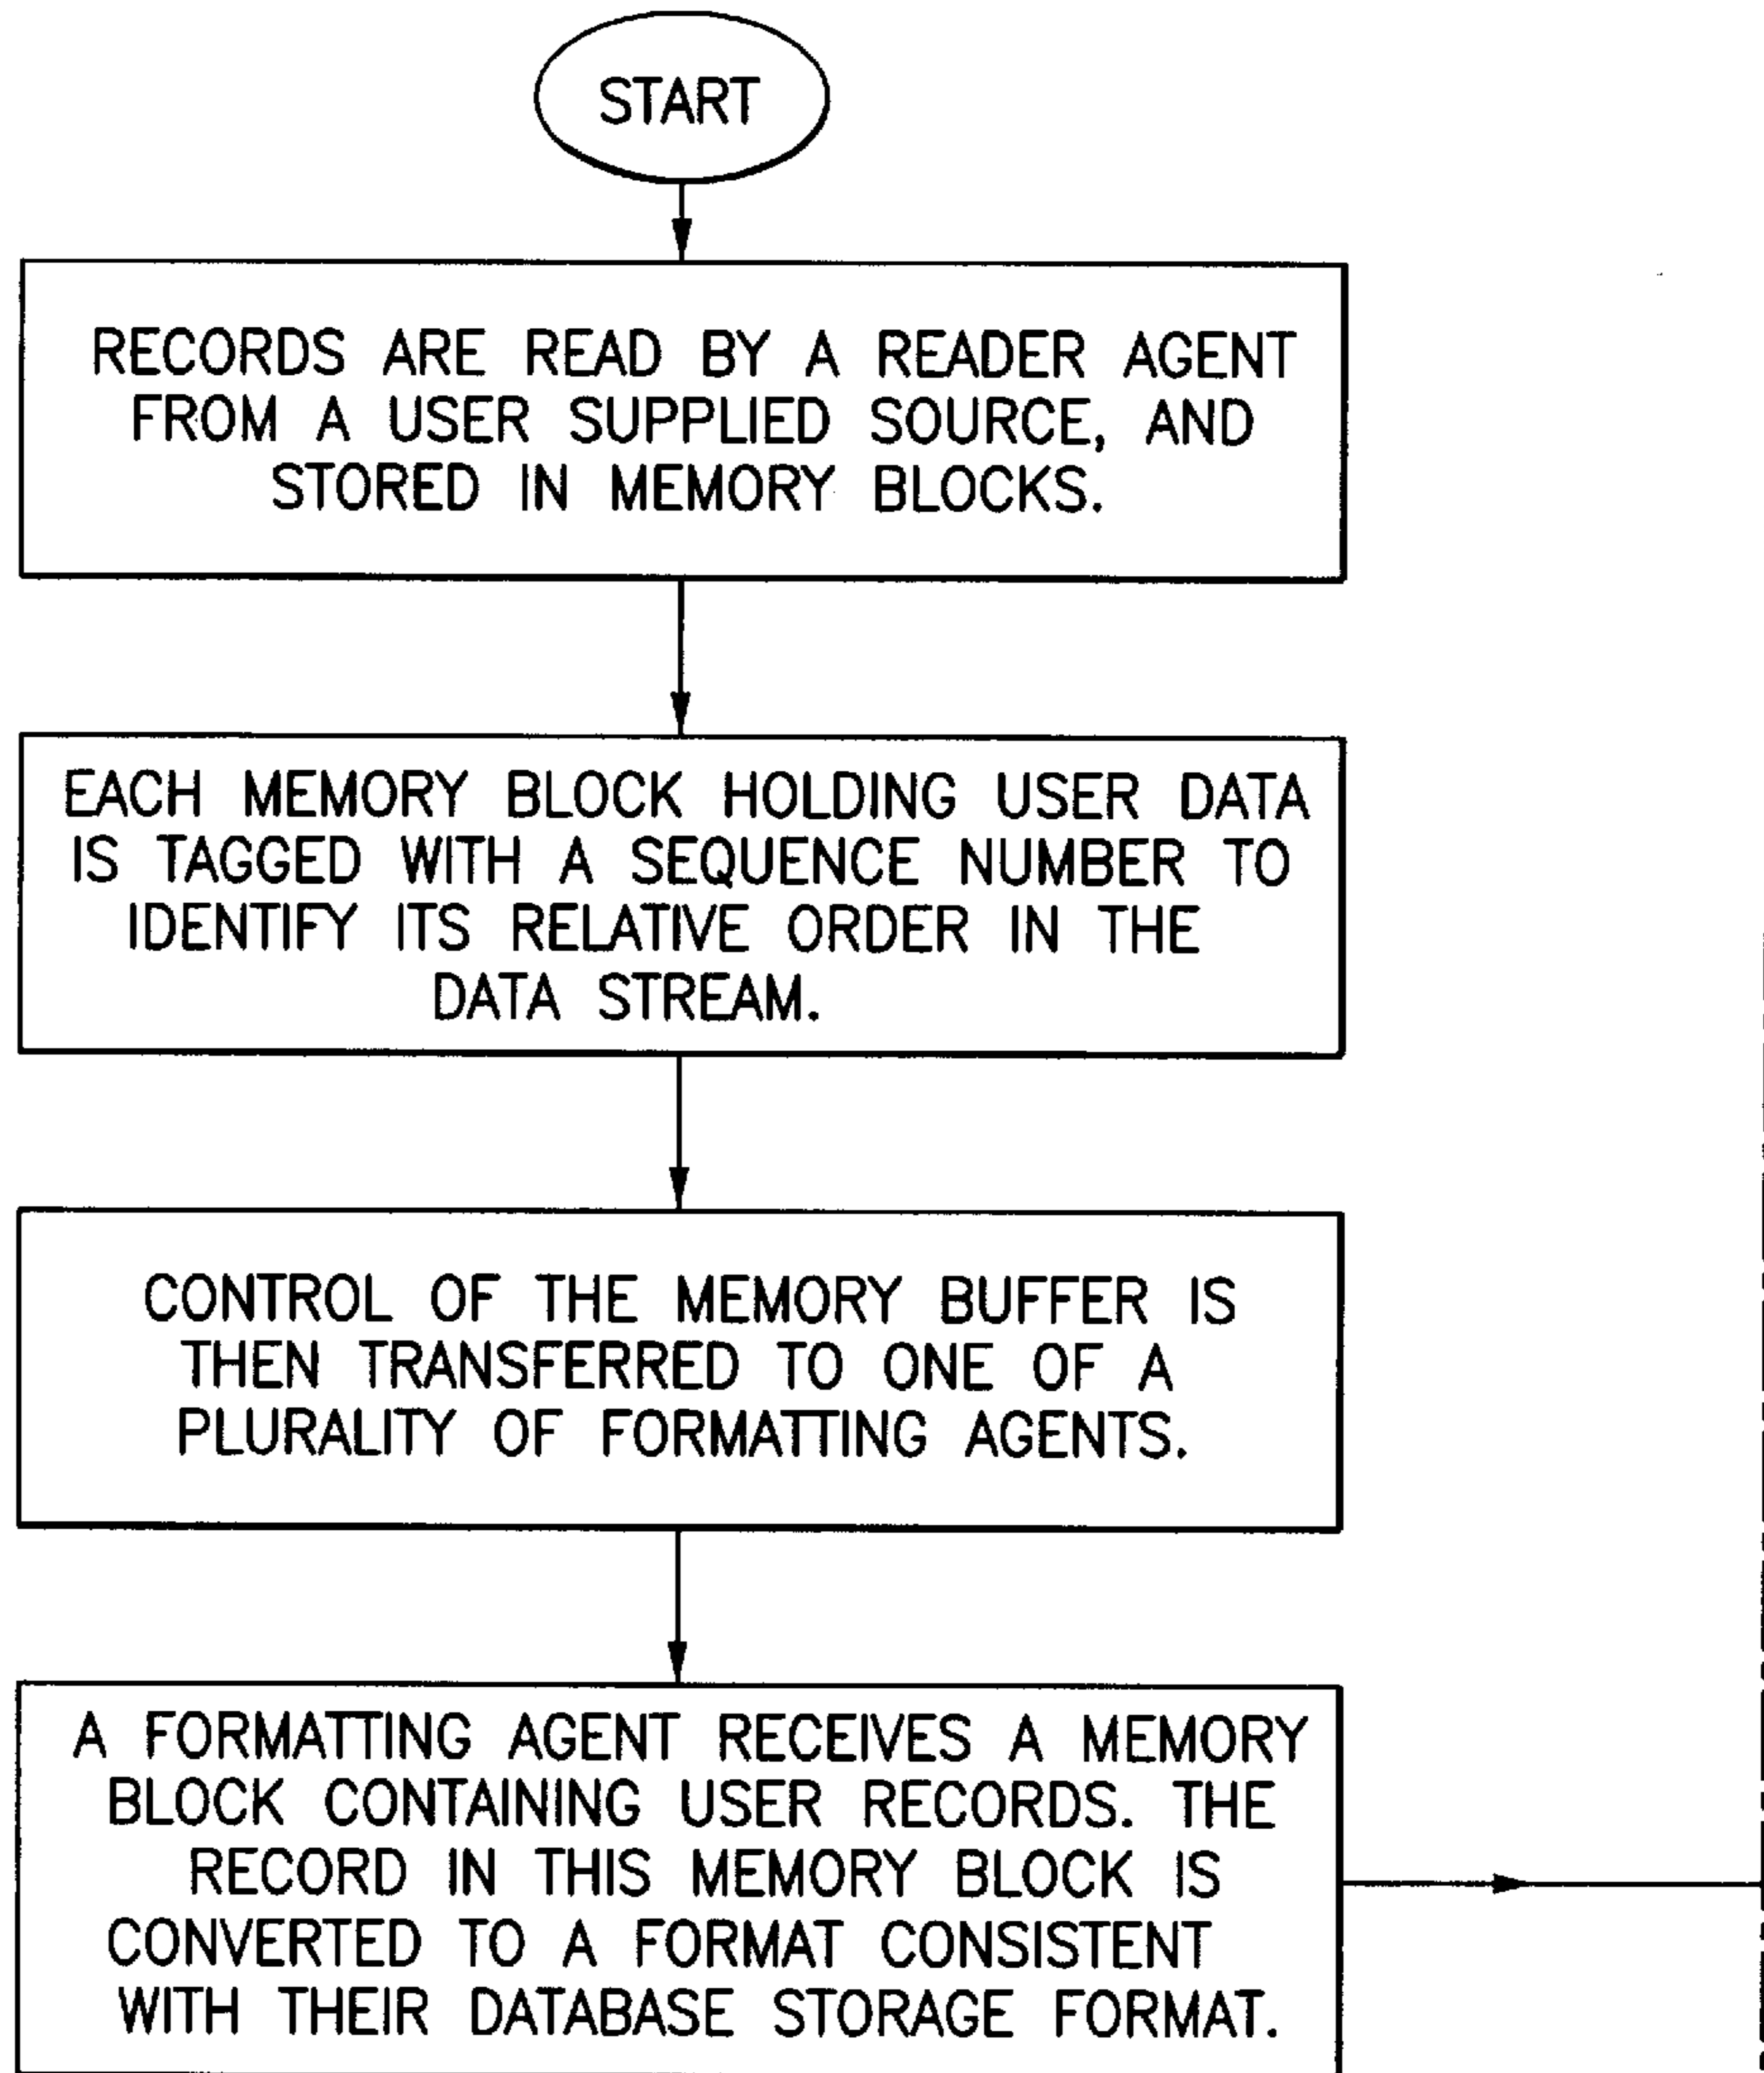 START
RECORDS ARE READ BY A READER AGENT
FROM A USER SUPPLIED SOURCE, AND
STORED IN MEMORY BLOCKS.
EACH MEMORY BLOCK HOLDING USER DATA
IS TAGGED WITH A SEQUENCE NUMBER TO
IDENTIFY ITS RELATIVE ORDER IN THE
DATA STREAM.
CONTROL OF THE MEMORY BUFFER IS
THEN TRANSFERRED TO ONE OF A
PLURALITY OF FORMATTING AGENTS.
A FORMATTING AGENT RECEIVES A MEMORY
BLOCK CONTAINING USER RECORDS. THE
RECORD IN THIS MEMORY BLOCK IS
CONVERTED TO A FORMAT CONSISTENT
WITH THEIR DATABASE STORAGE FORMAT.